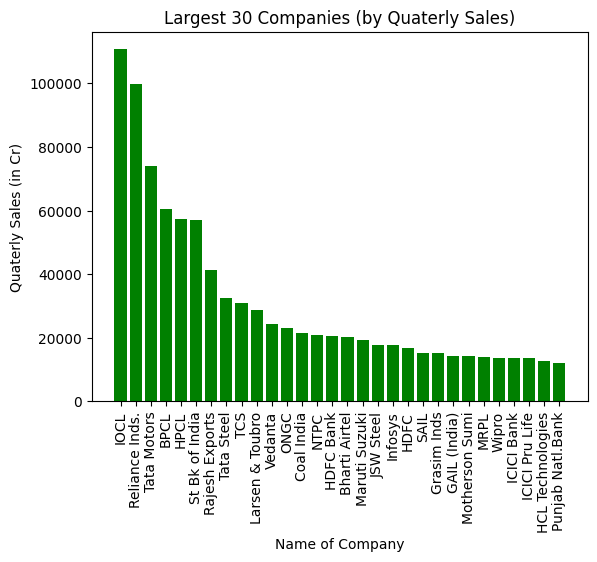 Largest 30 Companies (by Quaterly Sales)
Quaterly Sales (in Cr)
100000
80000
60000
40000
20000
0
IOCL
Reliance Inds.
Tata Motors
BPCL
HPCL
St Bk of India
Rajesh Exports
Tata Steel
TCS
Larsen & Toubro
Vedanta
ONGC
Coal India
NTPC
HDFC Bank
Bharti Airtel
Maruti Suzuki
JSW Steel
Infosys
HDFC
SAIL
Grasim Inds
GAIL (India)
Motherson Sumi
MRPL
Wipro
ICICI Bank
ICICI Pru Life
HCL Technologies
Punjab Natl.Bank
Name of Company